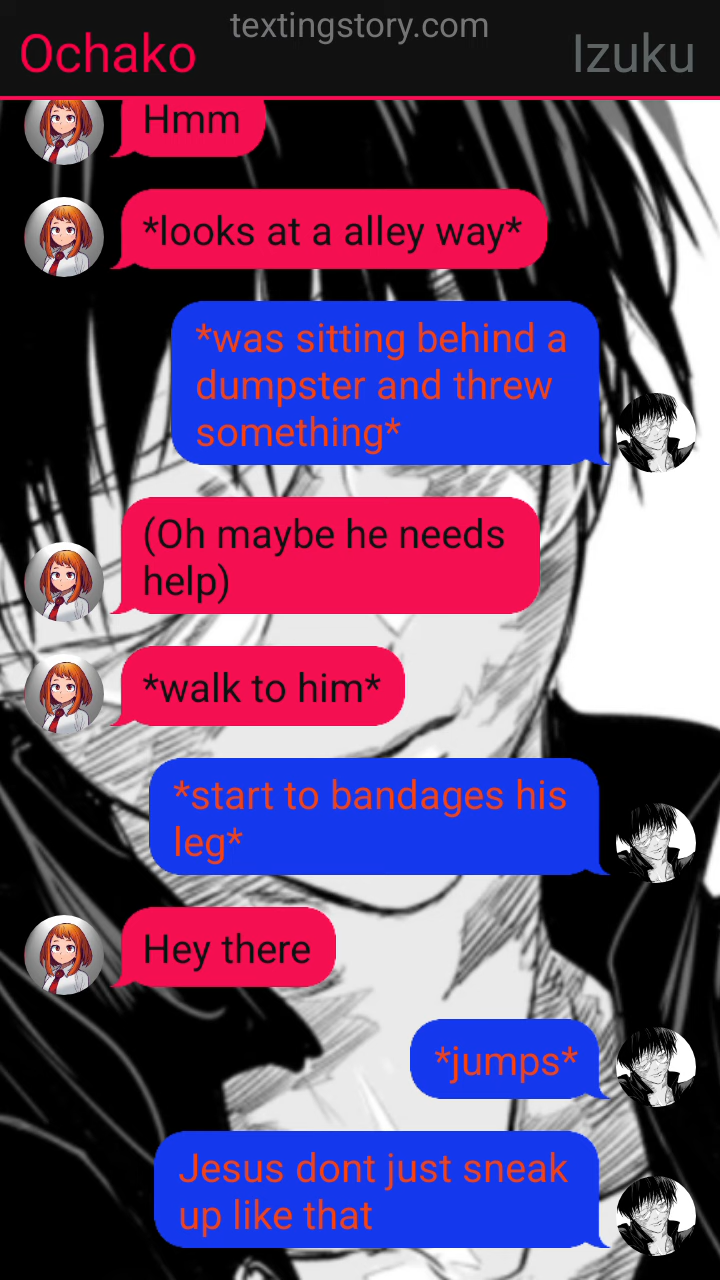 textingstory.com
Ochako
Izuku
Hmm
*looks at a alley way*
*was sitting behind a
dumpster and threw
something*
(Oh maybe he needs
help)
*walk to him*
*start to bandages his
leg*
Hey there
*jumps*
Jesus dont just sneak
up like that